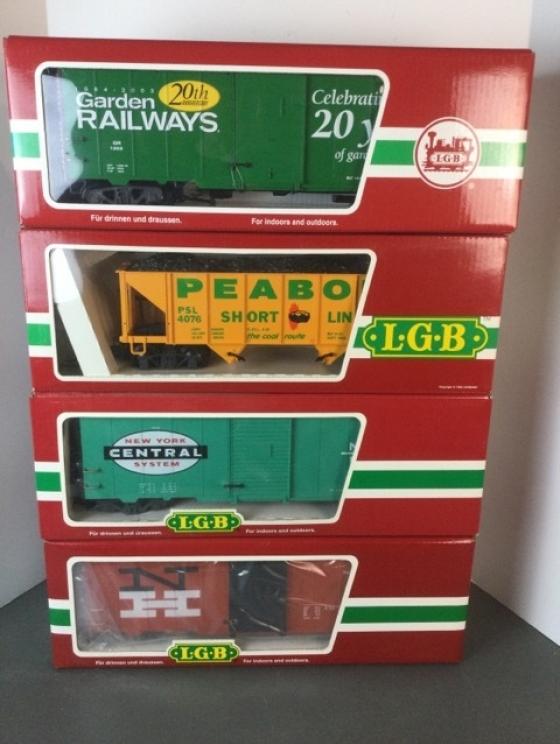 1984-2003
Garden
RAILWAYS
20th
ANNIVERSARY
Celebrati
20 y
of gar
GR
L·G·B
Für drinnen und draussen.
For indoors and outdoors.
PEABO
PSL
4076
SHORT LIN
the coal route
L·G·B
NEW YORK
CENTRAL
SYSTEM
N
L·G·B
Für drinnen und draussen.
For indoors and outdoors.
N
H
L·G·B
Für drinnen und draussen.
For indoors and outdoors.